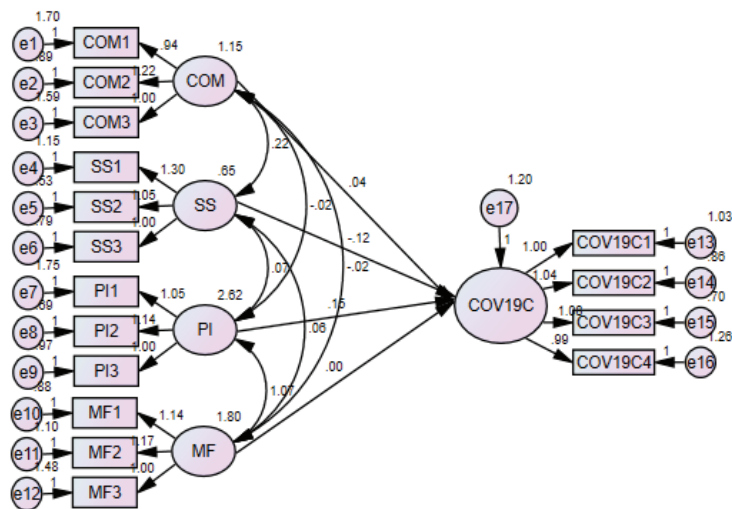 1.70
e1 1 COM1 .94
.89
e2 1 COM2 1.22 COM 1.15
1.59
e3 1 COM3 1.00
1.15
e4 1 SS1 1.30
.53
e5 1 SS2 1.05 SS .65
.79
e6 1 SS3 1.00
1.75
e7 1 PI1 1.05
.69
e8 1 PI2 1.14 PI 2.62
.97
e9 1 PI3 1.00
.88
e10 1 MF1 1.14
1.10
e11 1 MF2 1.17 MF 1.80
1.48
e12 1 MF3 1.00
.22
-.02
-.02
.07
.06
1.07
.04
-.12
.15
.00
1.20
e17
1
COV19C
1.03
1.00 COV19C1 1 e13
.86
1.04 COV19C2 1 e14
.70
COV19C3 1 e15
1.26
.99 COV19C4 1 e16